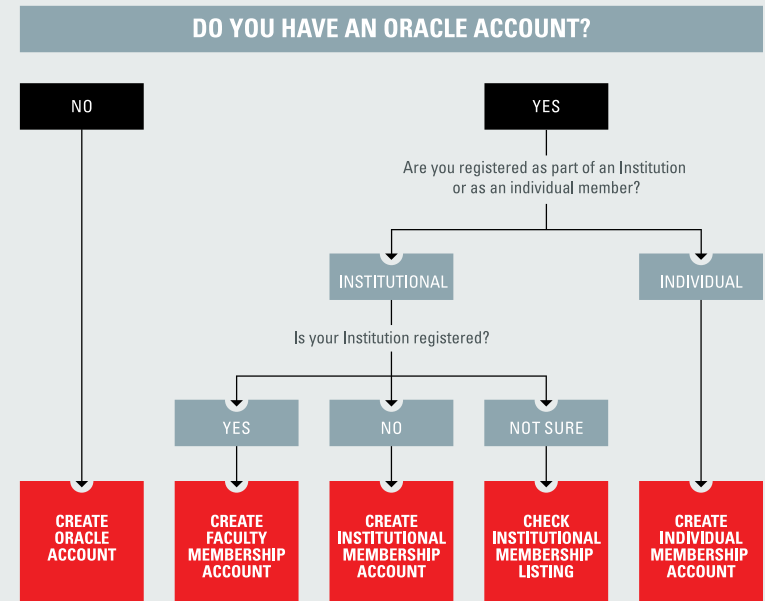 DO YOU HAVE AN ORACLE ACCOUNT?
NO
YES
Are you registered as part of an Institution
or as an individual member?
INSTITUTIONAL
INDIVIDUAL
Is your Institution registered?
YES
NO
NOT SURE
CREATE
ORACLE
ACCOUNT
CREATE
FACULTY
MEMBERSHIP
ACCOUNT
CREATE
INSTITUTIONAL
MEMBERSHIP
ACCOUNT
CHECK
INSTITUTIONAL
MEMBERSHIP
LISTING
CREATE
INDIVIDUAL
MEMBERSHIP
ACCOUNT